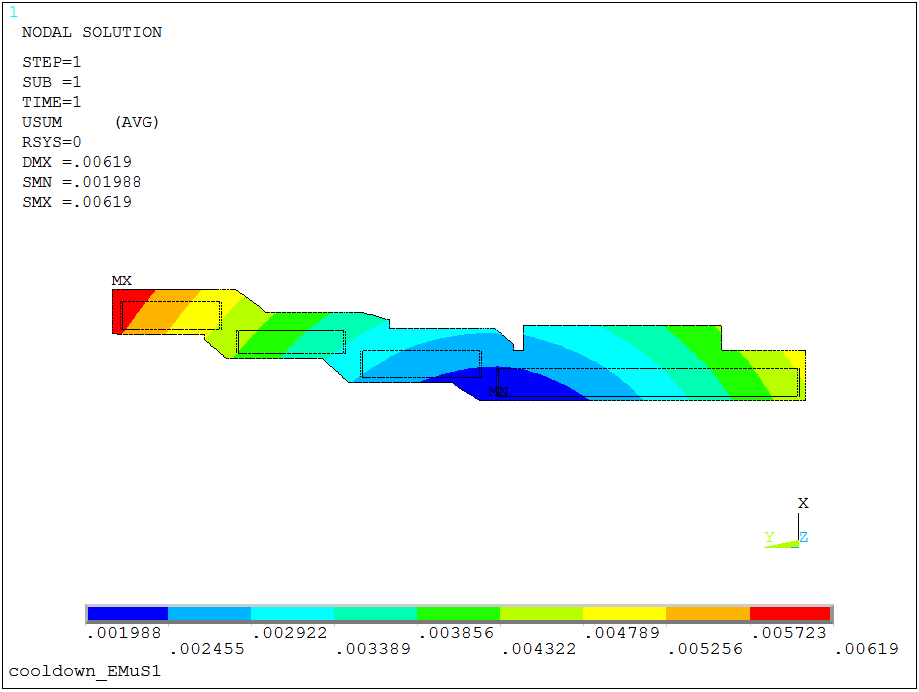 1
NODAL SOLUTION
STEP=1
SUB =1
TIME=1
USUM (AVG)
RSYS=0
DMX =.00619
SMN =.001988
SMX =.00619
MX
MN
X
Y Z
.001988 .002922 .003856 .004789 .005723
.002455 .003389 .004322 .005256 .00619
cooldown_EMuS1